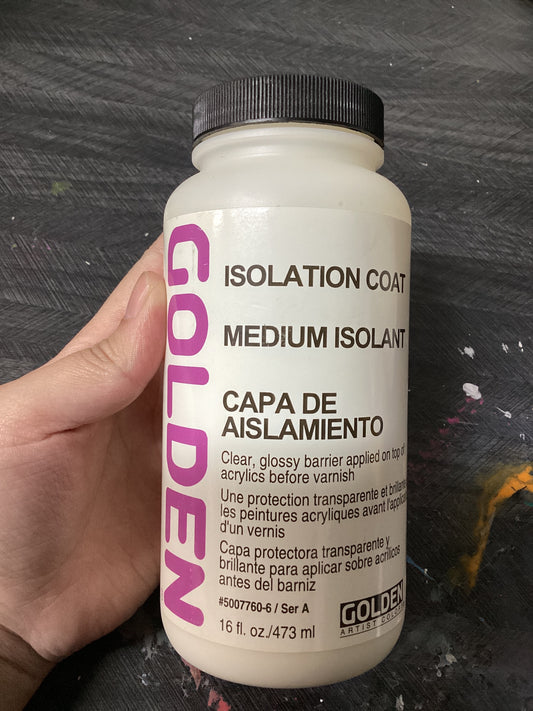 GOLDEN
ISOLATION COAT
MEDIUM ISOLANT
CAPA DE
AISLAMIENTO
Clear, glossy barrier applied on top of
acrylics before varnish
Une protection transparente et brillante
les peintures acryliques avant
d'un vernis
Capa protectora transparente y
brillante para aplicar sobre acrílicos
antes del barniz
#5007760-6 / Ser A
16 fl. oz./473 ml
GOLDEN
ARTIST COLORS